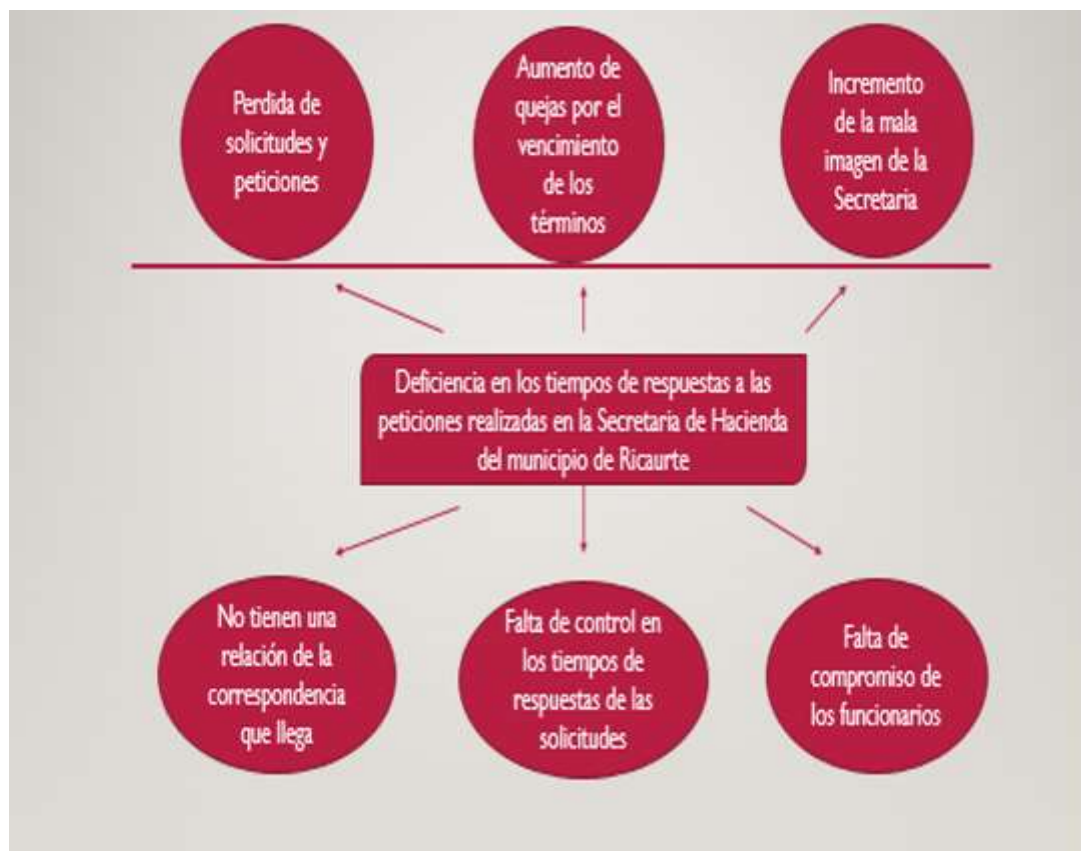 Perdida de
solicitudes y
peticiones
Aumento de
quejas por el
vencimiento
de los
términos
Incremento
de la mala
imagen de la
Secretaria
Deficiencia en los tiempos de respuestas a las
peticiones realizadas en la Secretaria de Hacienda
del municipio de Ricaurte
No tienen una
relación de la
correspondencia
que llega
Falta de control en
los tiempos de
respuestas de las
solicitudes
Falta de
compromiso de
los funcionarios